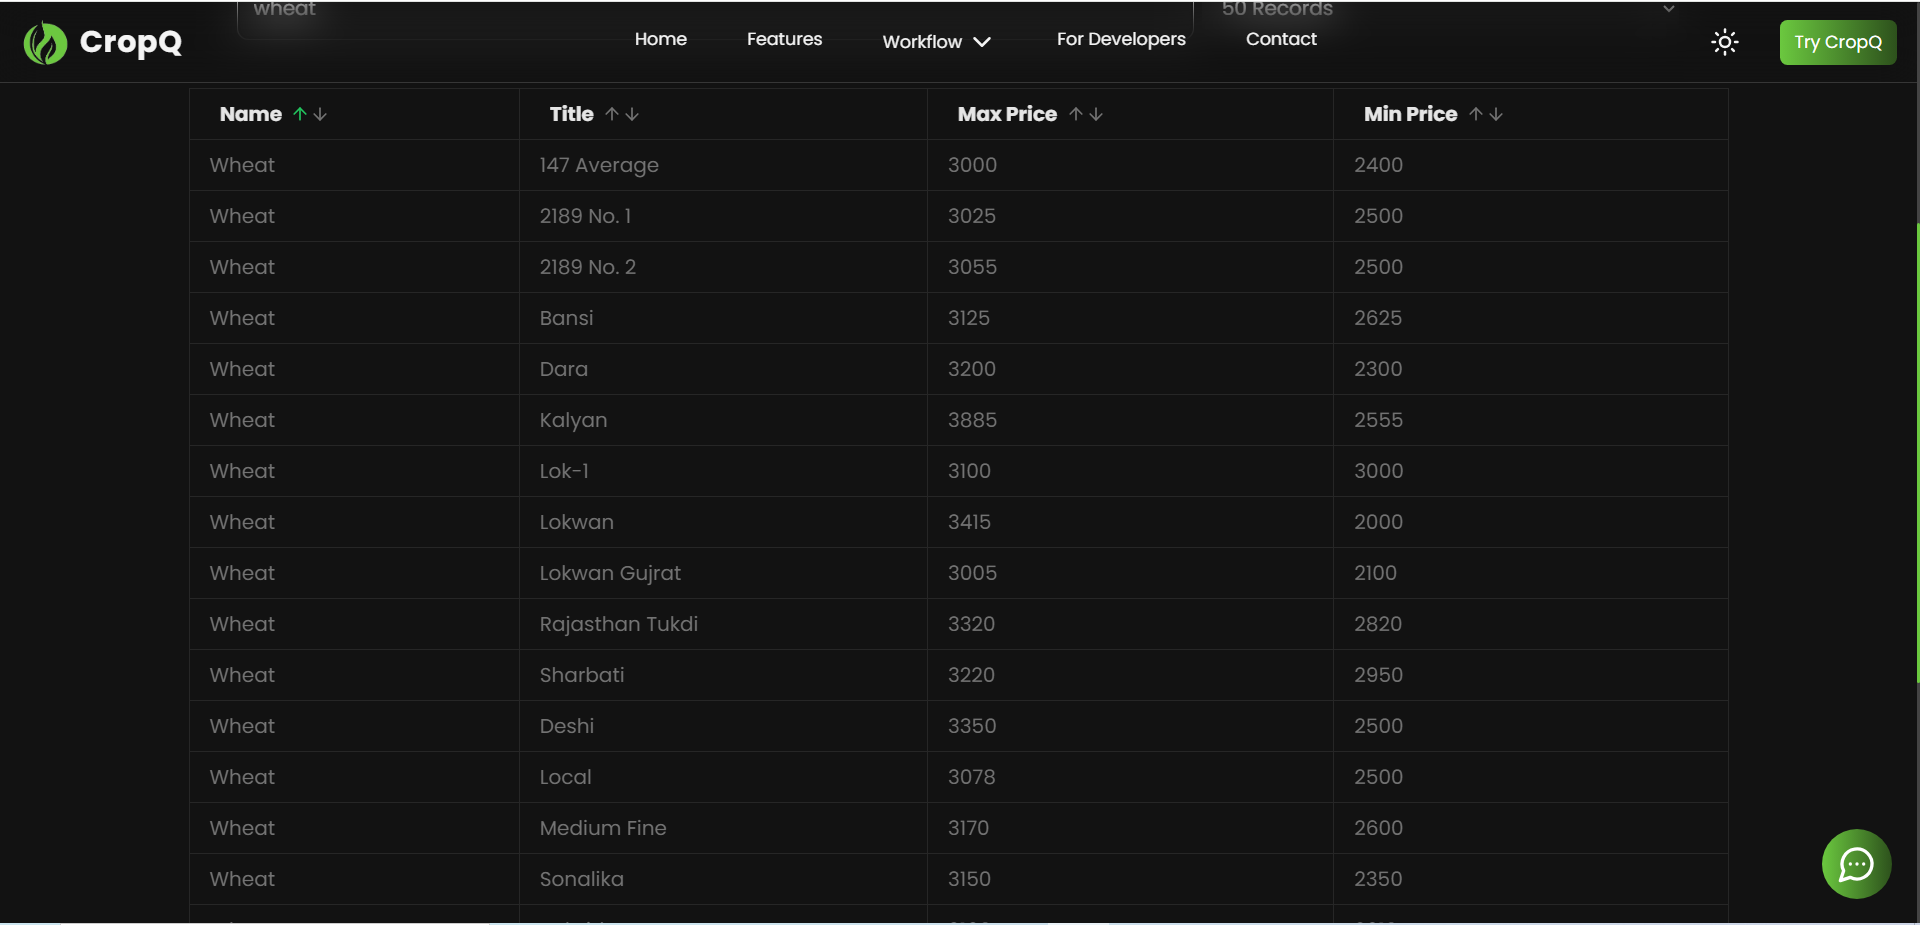 wheat
50 Records
CropQ
Home Features Workflow For Developers Contact
Try CropQ
Name Title Max Price Min Price
Wheat 147 Average 3000 2400
Wheat 2189 No. 1 3025 2500
Wheat 2189 No. 2 3055 2500
Wheat Bansi 3125 2625
Wheat Dara 3200 2300
Wheat Kalyan 3885 2555
Wheat Lok-1 3100 3000
Wheat Lokwan 3415 2000
Wheat Lokwan Gujrat 3005 2100
Wheat Rajasthan Tukdi 3320 2820
Wheat Sharbati 3220 2950
Wheat Deshi 3350 2500
Wheat Local 3078 2500
Wheat Medium Fine 3170 2600
Wheat Sonalika 3150 2350